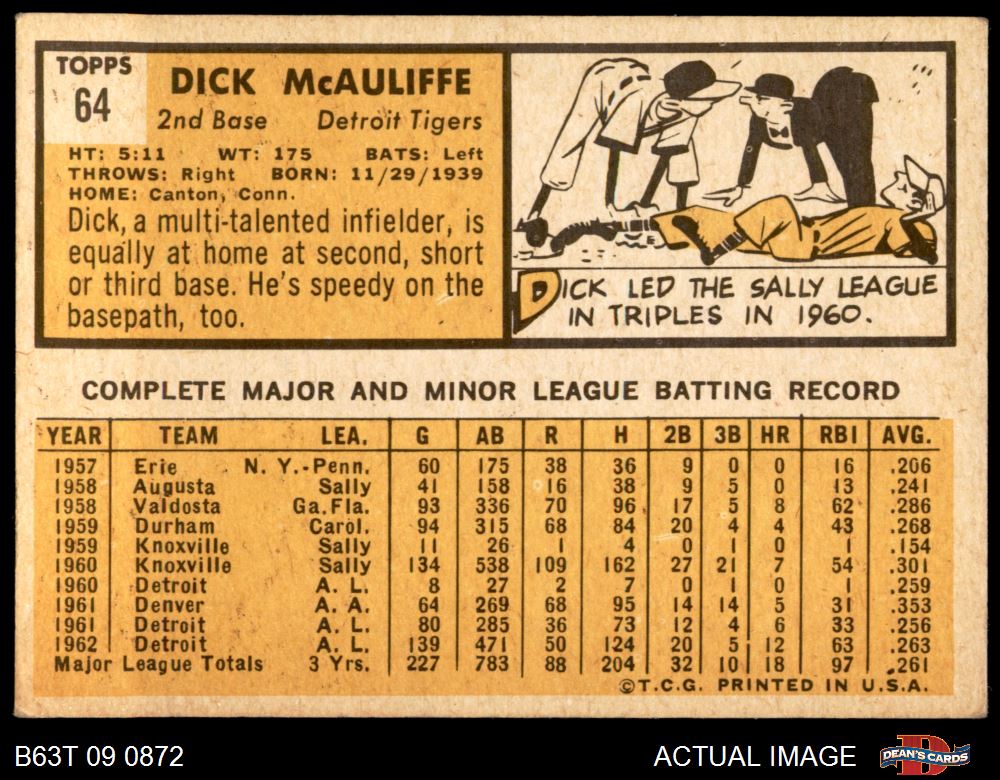 TOPPS
64
DICK McAULIFFE
2nd Base Detroit Tigers
HT: 5:11 WT: 175 BATS: Left
THROWS: Right BORN: 11/29/1939
HOME: Canton, Conn.
Dick, a multi-talented infielder, is
equally at home at second, short
or third base. He's speedy on the
basepath, too.
DICK LED THE SALLY LEAGUE
IN TRIPLES IN 1960.
COMPLETE MAJOR AND MINOR LEAGUE BATTING RECORD
YEAR TEAM LEA. G AB R H 2B 3B HR RBI AVG.
1957 Erie N. Y.-Penn. 60 175 38 36 9 0 0 16 .206
1958 Augusta Sally 41 158 16 38 9 5 0 13 .241
1958 Valdosta Ga.Fla. 93 336 70 96 17 5 8 62 .286
1959 Durham Carol. 94 315 68 84 20 4 4 43 .268
1959 Knoxville Sally 11 26 1 4 0 1 0 1 .154
1960 Knoxville Sally 134 538 109 162 27 21 7 54 .301
1960 Detroit A. L. 8 27 2 7 0 1 0 1 .259
1961 Denver A. A. 64 269 68 95 14 14 5 31 .353
1961 Detroit A. L. 80 285 36 73 12 4 6 33 .256
1962 Detroit A. L. 139 471 50 124 20 5 12 63 .263
Major League Totals 3 Yrs. 227 783 88 204 32 10 18 97 .261
©T.C.G. PRINTED IN U.S.A.
B63T 09 0872
ACTUAL IMAGE
DEAN'S CARDS